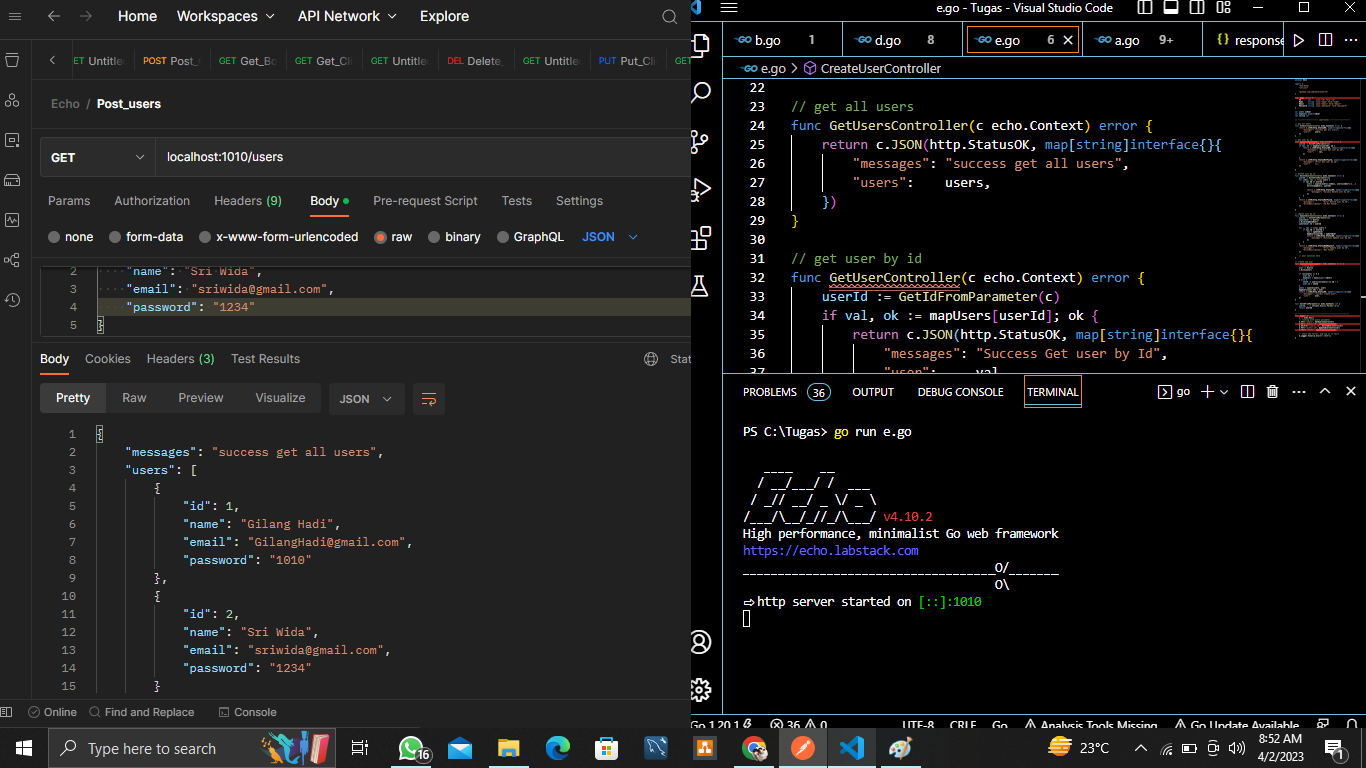 Home
Workspaces
API Network
Explore
ET Untitle
POST Post_
GET Get_Bo
GET Get_Cl
GET Untitle
DEL Delete_
GET Untitle
PUT Put_Cl
GET
Echo / Post_users
GET
localhost:1010/users
Params
Authorization
Headers (9)
Body
Pre-request Script
Tests
Settings
none
form-data
x-www-form-urlencoded
raw
binary
GraphQL
JSON
2 "name": "Sri Wida",
3 "email": "sriwida@gmail.com",
4 "password": "1234"
5 }
Body
Cookies
Headers (3)
Test Results
Stat
Pretty
Raw
Preview
Visualize
JSON
1 {
2 "messages": "success get all users",
3 "users": [
4 {
5 "id": 1,
6 "name": "Gilang Hadi",
7 "email": "GilangHadi@gmail.com",
8 "password": "1010"
9 },
10 {
11 "id": 2,
12 "name": "Sri Wida",
13 "email": "sriwida@gmail.com",
14 "password": "1234"
15 }
Online
Find and Replace
Console
e.go - Tugas - Visual Studio Code
b.go 1
d.go 8
e.go 6
a.go 9+
{} response
e.go > CreateUserController
22
23 // get all users
24 func GetUsersController(c echo.Context) error {
25 return c.JSON(http.StatusOK, map[string]interface{}{
26 "messages": "success get all users",
27 "users": users,
28 })
29 }
30
31 // get user by id
32 func GetUserController(c echo.Context) error {
33 userId := GetIdFromParameter(c)
34 if val, ok := mapUsers[userId]; ok {
35 return c.JSON(http.StatusOK, map[string]interface{}{
36 "messages": "Success Get user by Id",
37 "user": val
PROBLEMS 36
OUTPUT
DEBUG CONSOLE
TERMINAL
go
PS C:\Tugas> go run e.go
Echo
v4.10.2
High performance, minimalist Go web framework
https://echo.labstack.com
____________________________________O/_______
O\
⇨ http server started on [::]:1010
Go 1.20.1
36
0
UTF-8
CRLF
Go
Analysis Tools Missing
Go Update Available
Type here to search
16
23°C
8:52 AM
4/2/2023
1